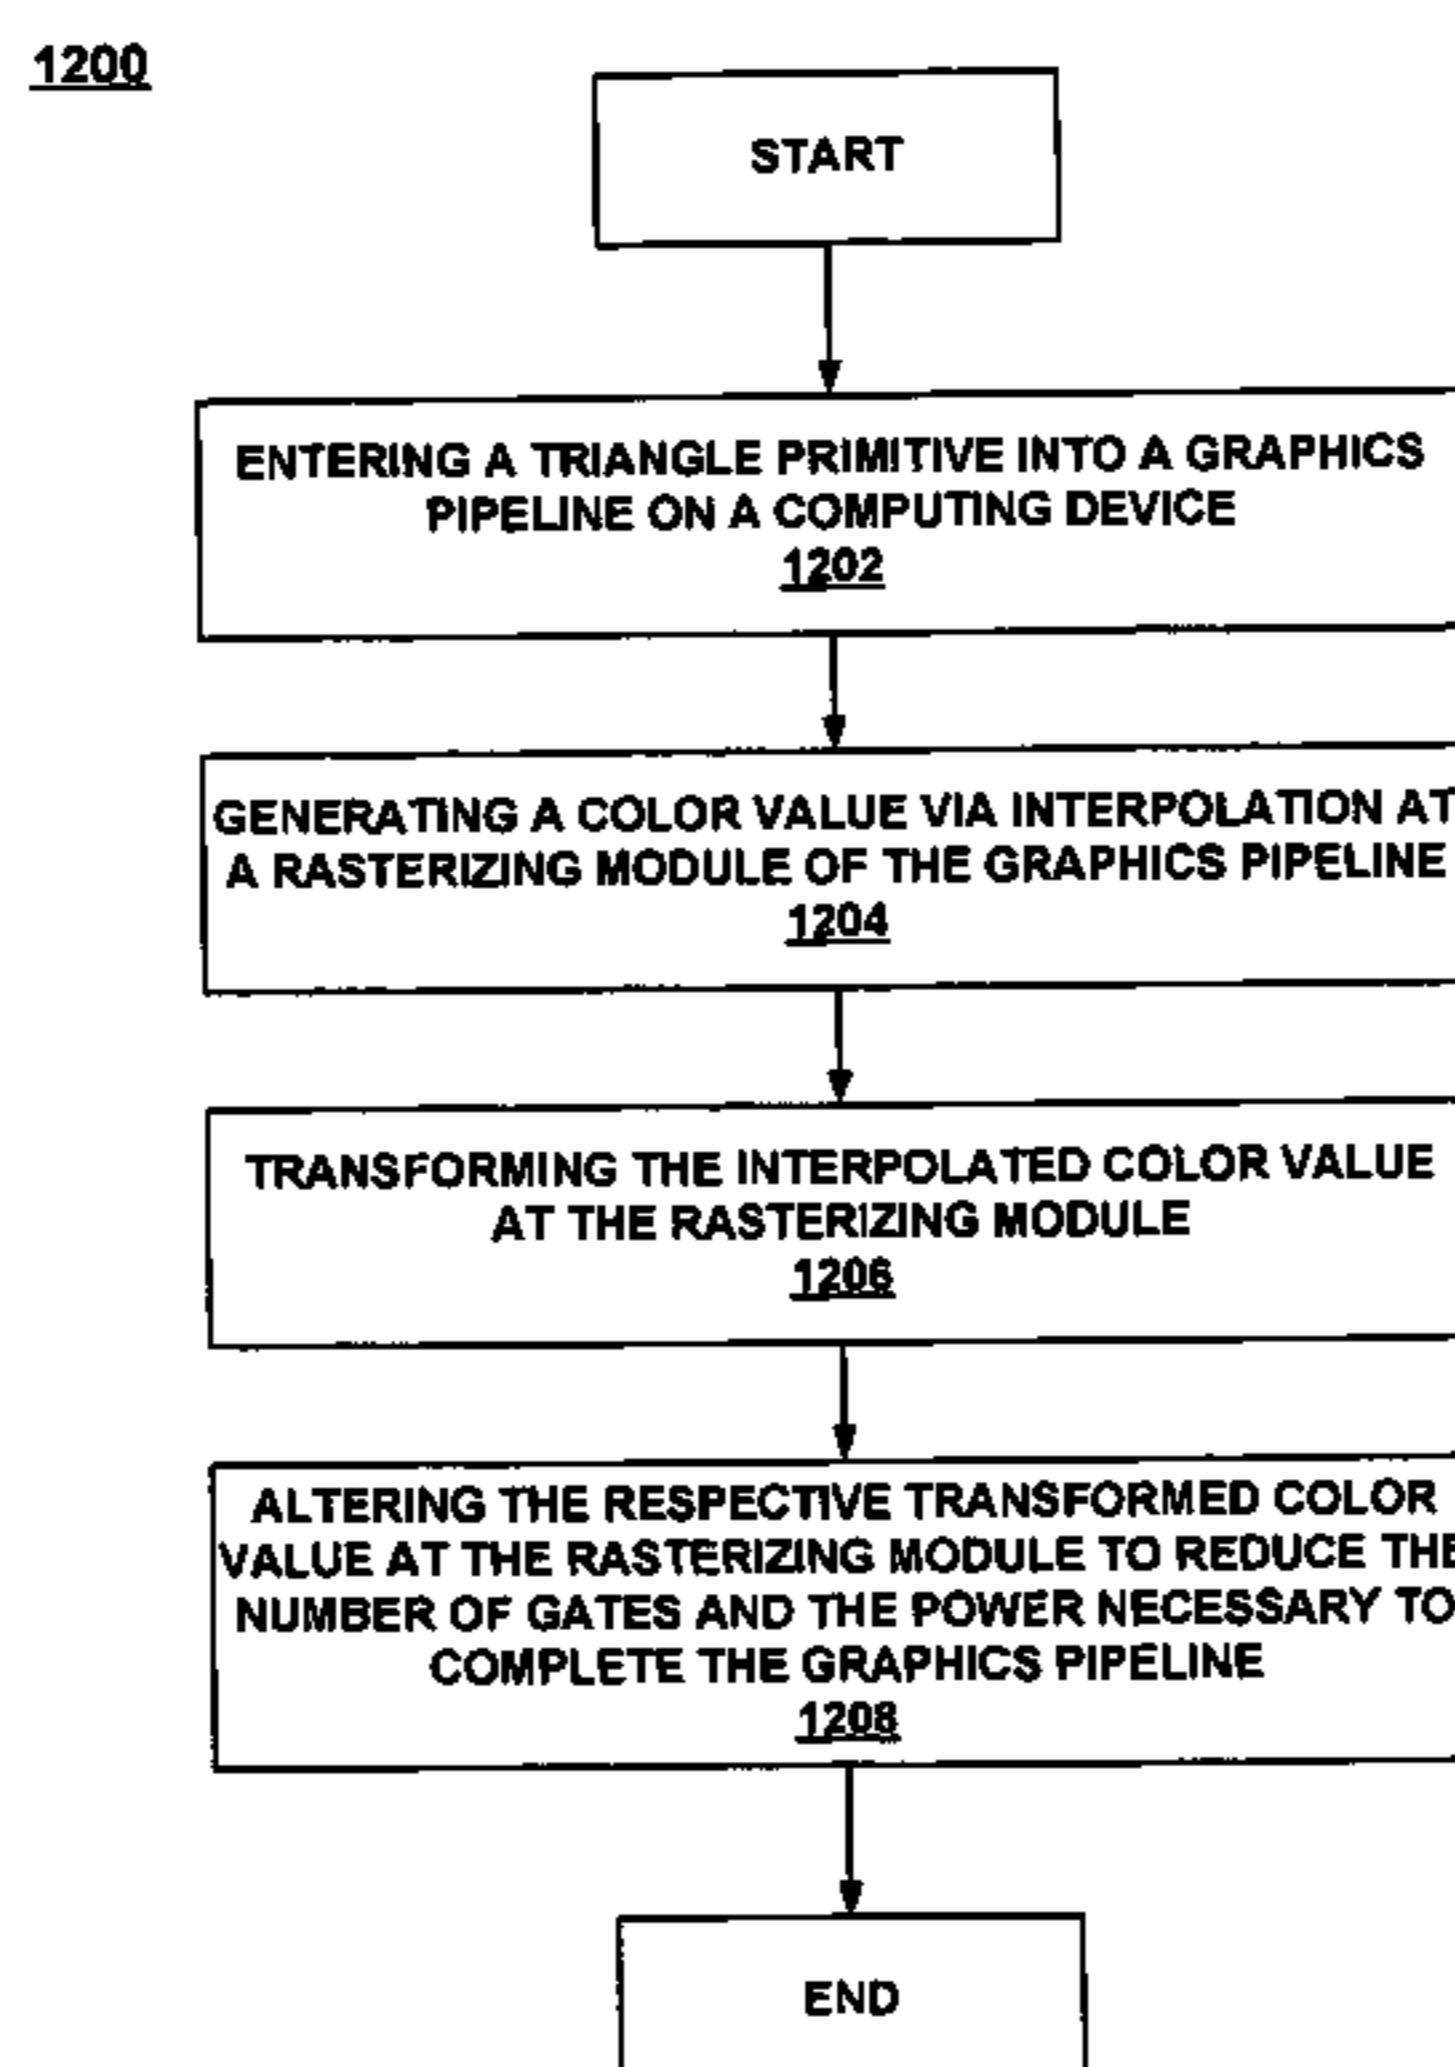 1200
START
ENTERING A TRIANGLE PRIMITIVE INTO A GRAPHICS
PIPELINE ON A COMPUTING DEVICE
1202
GENERATING A COLOR VALUE VIA INTERPOLATION AT
A RASTERIZING MODULE OF THE GRAPHICS PIPELINE
1204
TRANSFORMING THE INTERPOLATED COLOR VALUE
AT THE RASTERIZING MODULE
1206
ALTERING THE RESPECTIVE TRANSFORMED COLOR
VALUE AT THE RASTERIZING MODULE TO REDUCE THE
NUMBER OF GATES AND THE POWER NECESSARY TO
COMPLETE THE GRAPHICS PIPELINE
1208
END